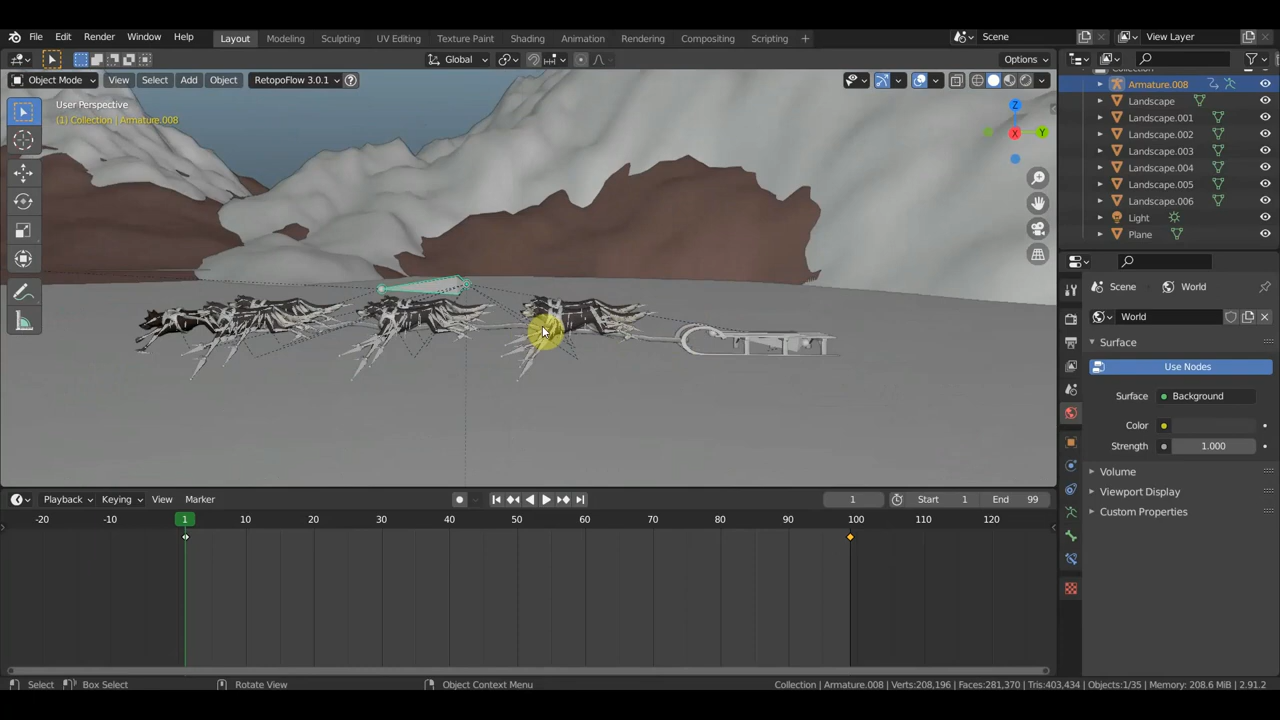 File Edit Render Window Help Layout Modeling Sculpting UV Editing Texture Paint Shading Animation Rendering Compositing Scripting + Scene View Layer
Global Options
Object Mode View Select Add Object RetopoFlow 3.0.1 ?
User Perspective
(1) Collection | Armature.008
Z
X
Y
Armature.008
Landscape
Landscape.001
Landscape.002
Landscape.003
Landscape.004
Landscape.005
Landscape.006
Light
Plane
Scene World
World
Surface
Use Nodes
Surface Background
Color
Strength 1.000
Volume
Viewport Display
Custom Properties
Playback Keying View Marker 1 Start 1 End 99
-20 -10 1 10 20 30 40 50 60 70 80 90 100 110 120
Select Box Select Rotate View Object Context Menu Collection | Armature.008 | Verts:208,196 | Faces:281,370 | Tris:403,434 | Objects:1/35 | Memory: 208.6 MiB | 2.91.2